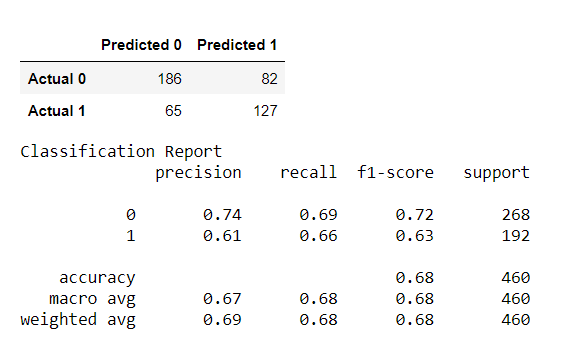 Predicted 0 Predicted 1
Actual 0 186 82
Actual 1 65 127
Classification Report
precision recall f1-score support
0 0.74 0.69 0.72 268
1 0.61 0.66 0.63 192
accuracy 0.68 460
macro avg 0.67 0.68 0.68 460
weighted avg 0.69 0.68 0.68 460